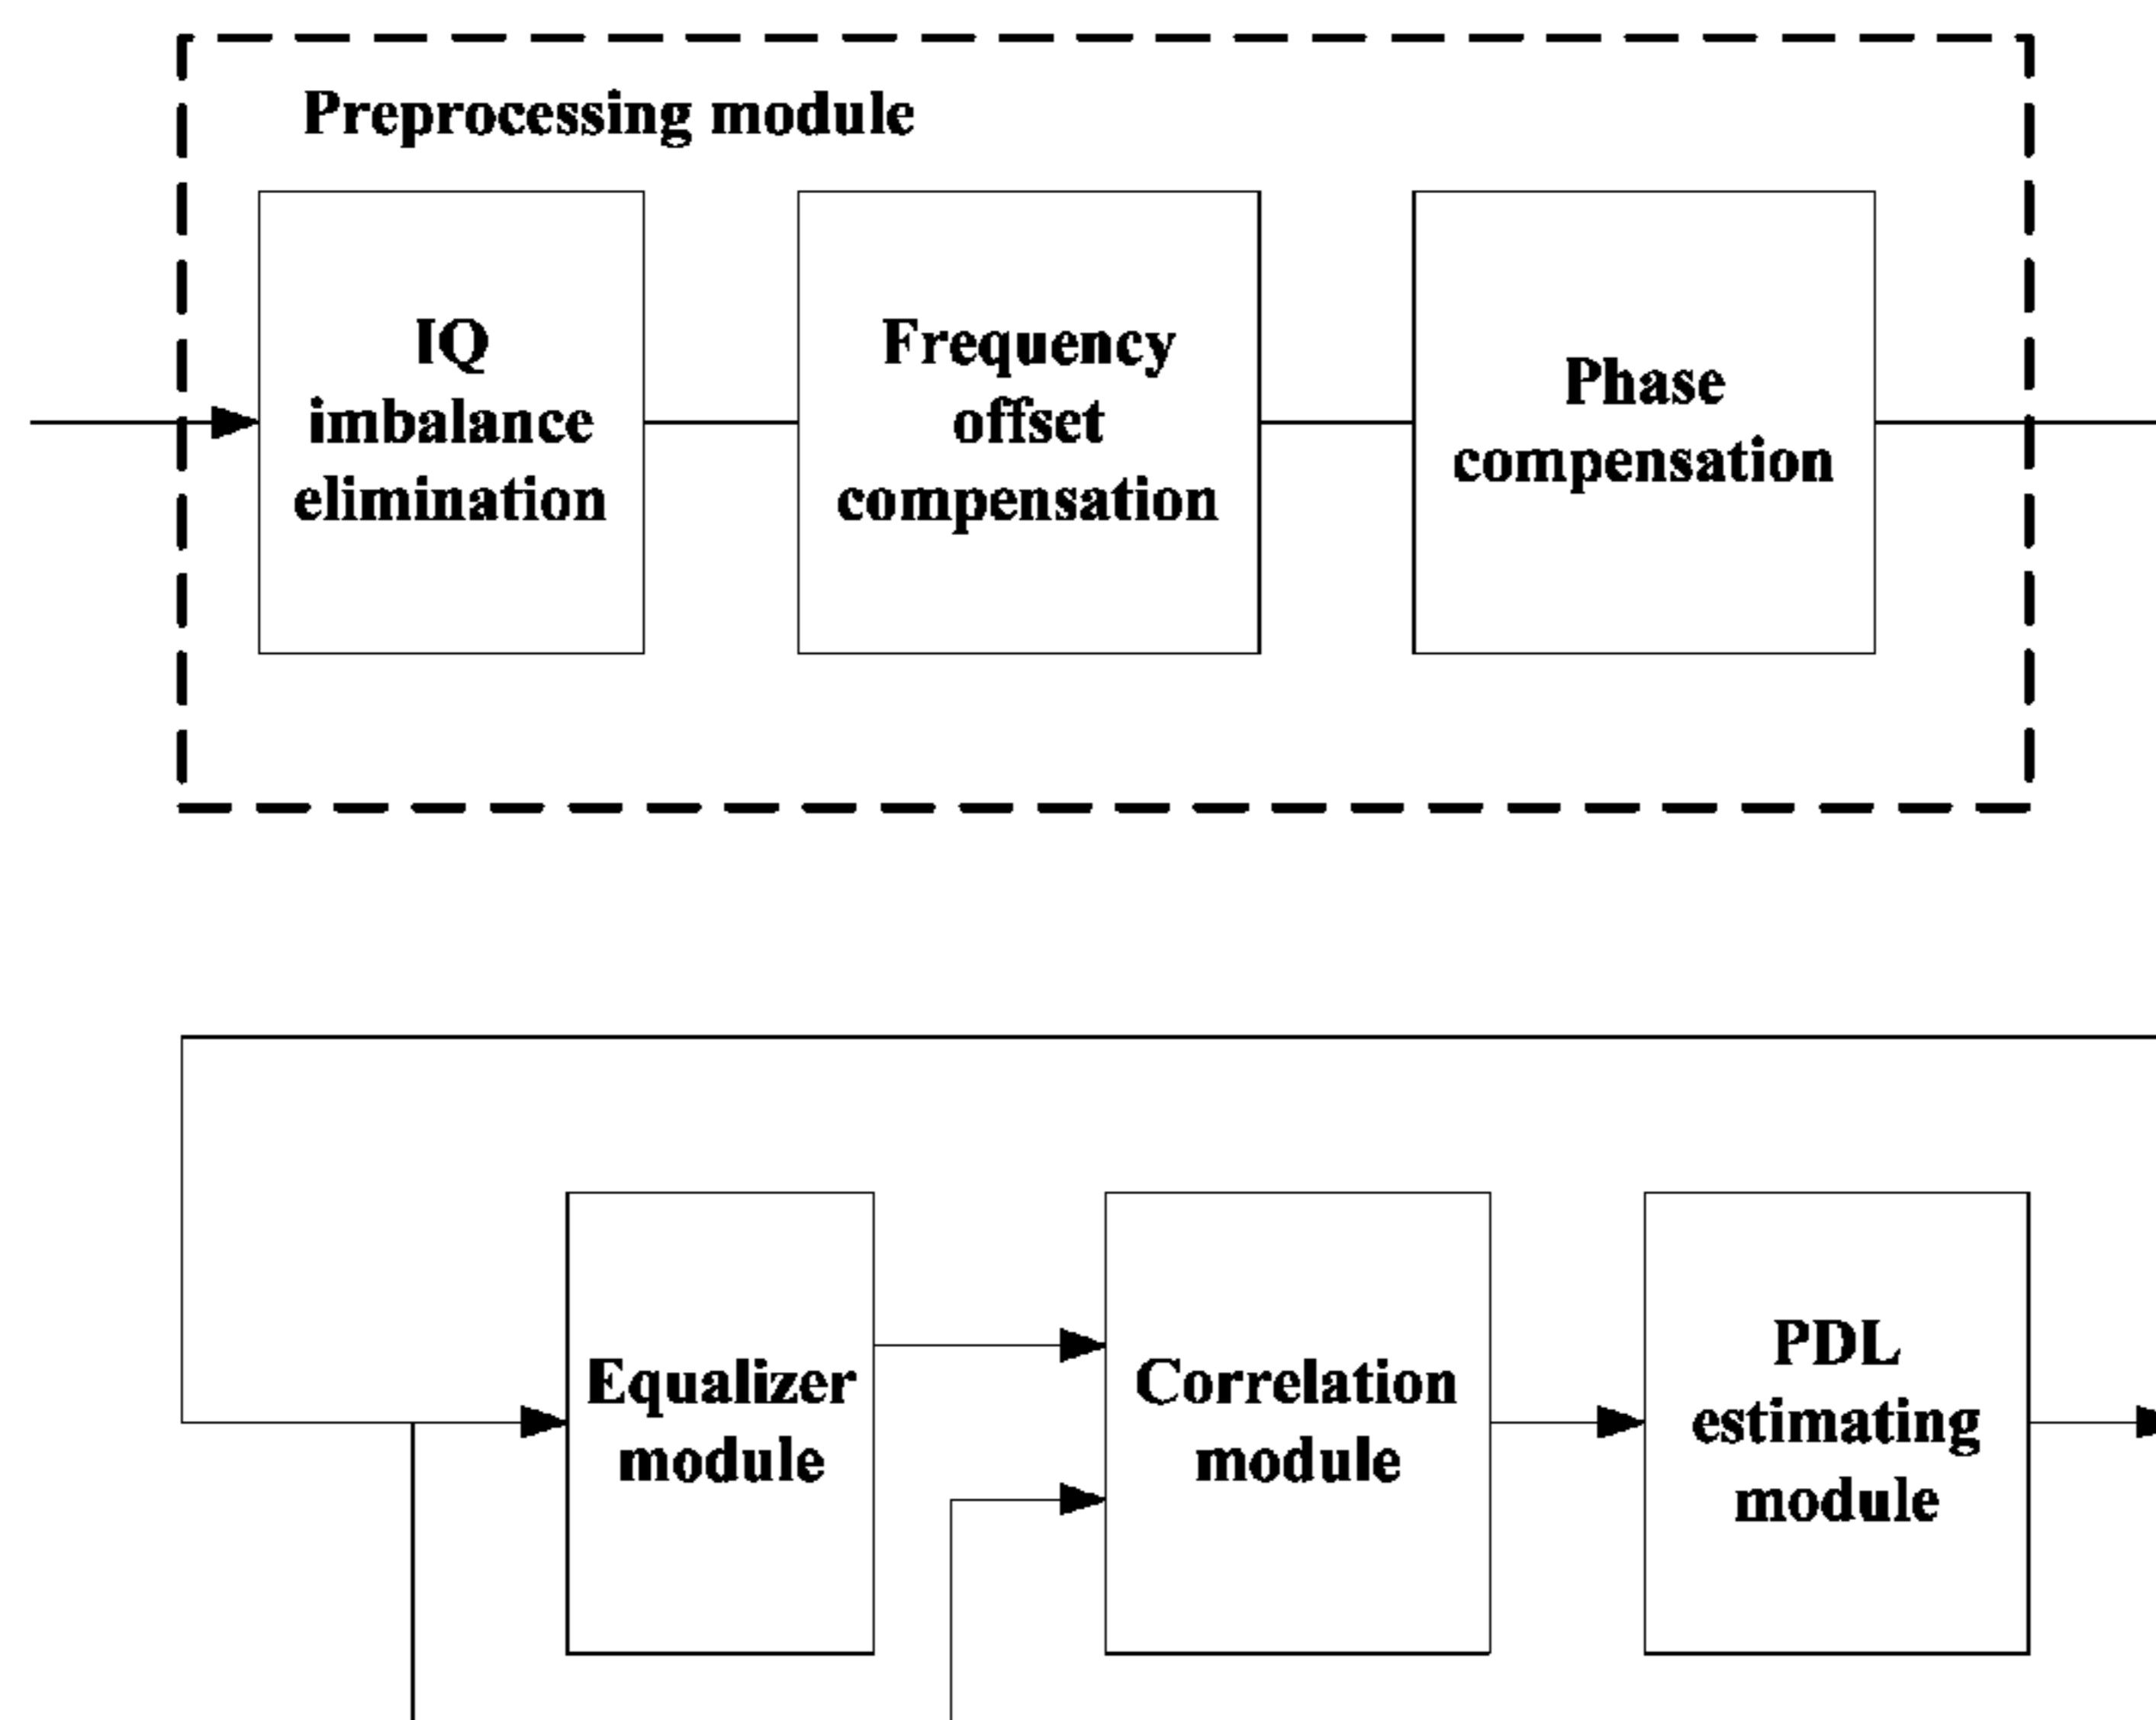 Preprocessing module
IQ
imbalance
elimination
Frequency
offset
compensation
Phase
compensation
Equalizer
module
Correlation
module
PDL
estimating
module